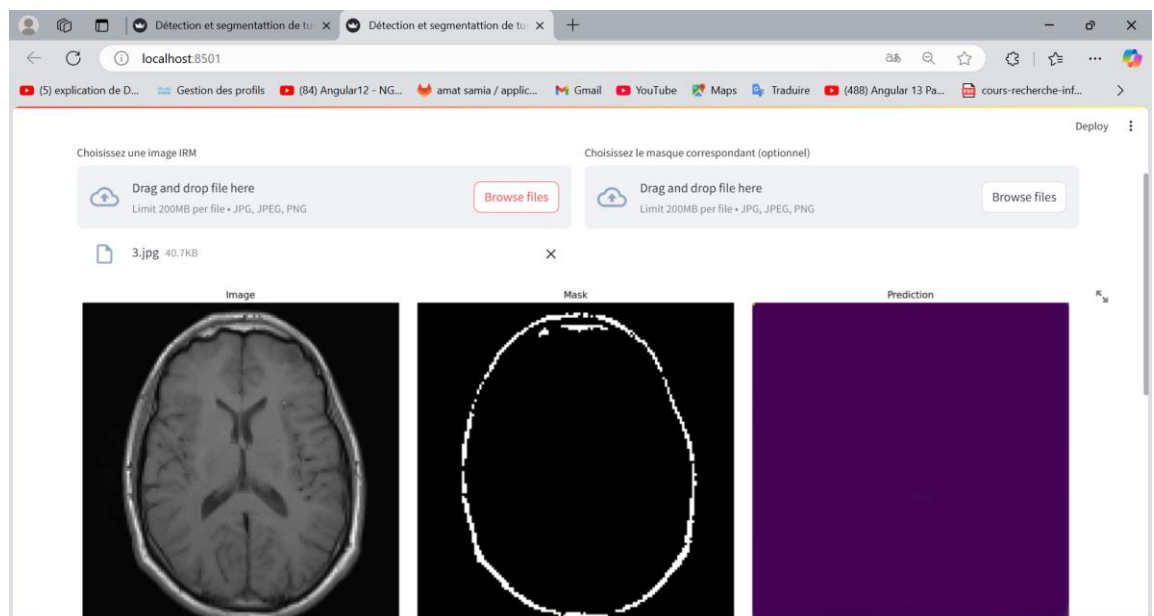 Détection et segmentattion de tu
Détection et segmentattion de tu
localhost:8501
(5) explication de D...
Gestion des profils
(84) Angular12 - NG...
amat samia / applic...
Gmail
YouTube
Maps
Traduire
(488) Angular 13 Pa...
cours-recherche-inf...
Deploy
Choisissez une image IRM
Choisissez le masque correspondant (optionnel)
Drag and drop file here
Limit 200MB per file • JPG, JPEG, PNG
Browse files
Drag and drop file here
Limit 200MB per file • JPG, JPEG, PNG
Browse files
3.jpg 40.7KB
Image
Mask
Prediction